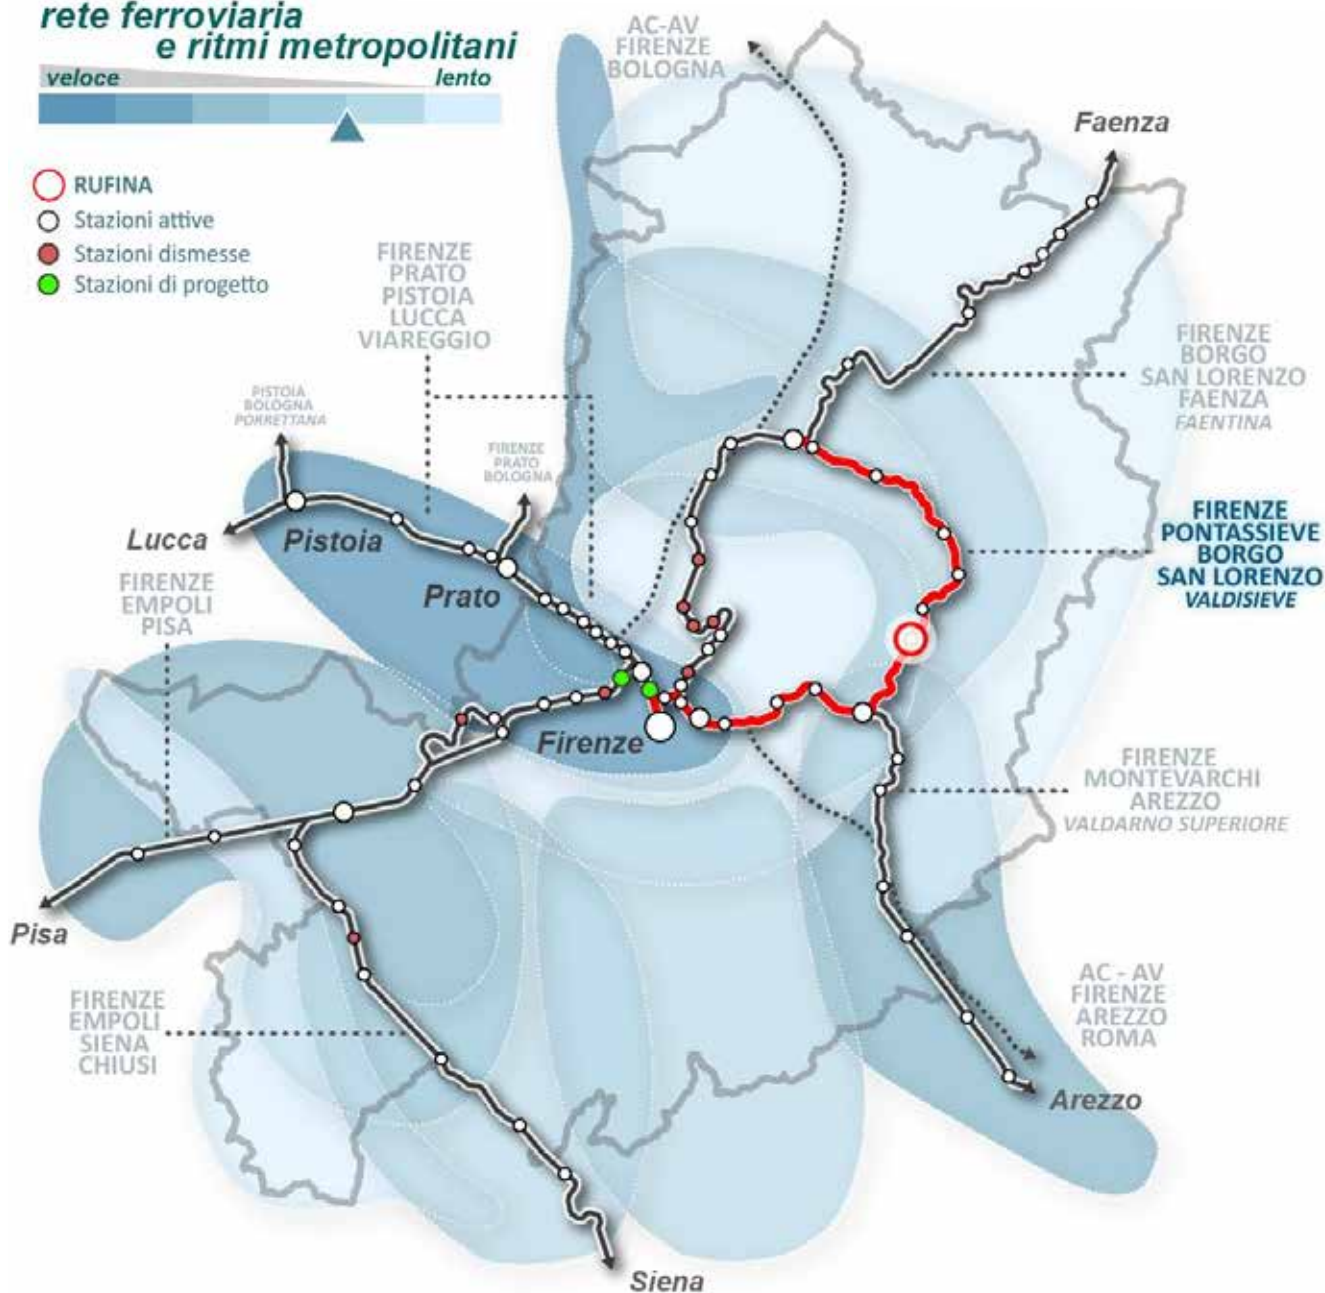 rete ferroviaria
e ritmi metropolitani
veloce
lento
RUFINA
Stazioni attive
Stazioni dismesse
Stazioni di progetto
AC-AV
FIRENZE
BOLOGNA
Faenza
FIRENZE
PRATO
PISTOIA
LUCCA
VIAREGGIO
FIRENZE
BORGO
SAN LORENZO
FAENZA
FAENTINA
PISTOIA
BOLOGNA
PORRETTANA
FIRENZE
PRATO
BOLOGNA
Lucca
Pistoia
Prato
FIRENZE
PONTASSIEVE
BORGO
SAN LORENZO
VALDISIEVE
FIRENZE
EMPOLI
PISA
Firenze
FIRENZE
MONTEVARCHI
AREZZO
VALDARNO SUPERIORE
Pisa
FIRENZE
EMPOLI
SIENA
CHIUSI
AC - AV
FIRENZE
AREZZO
ROMA
Arezzo
Siena